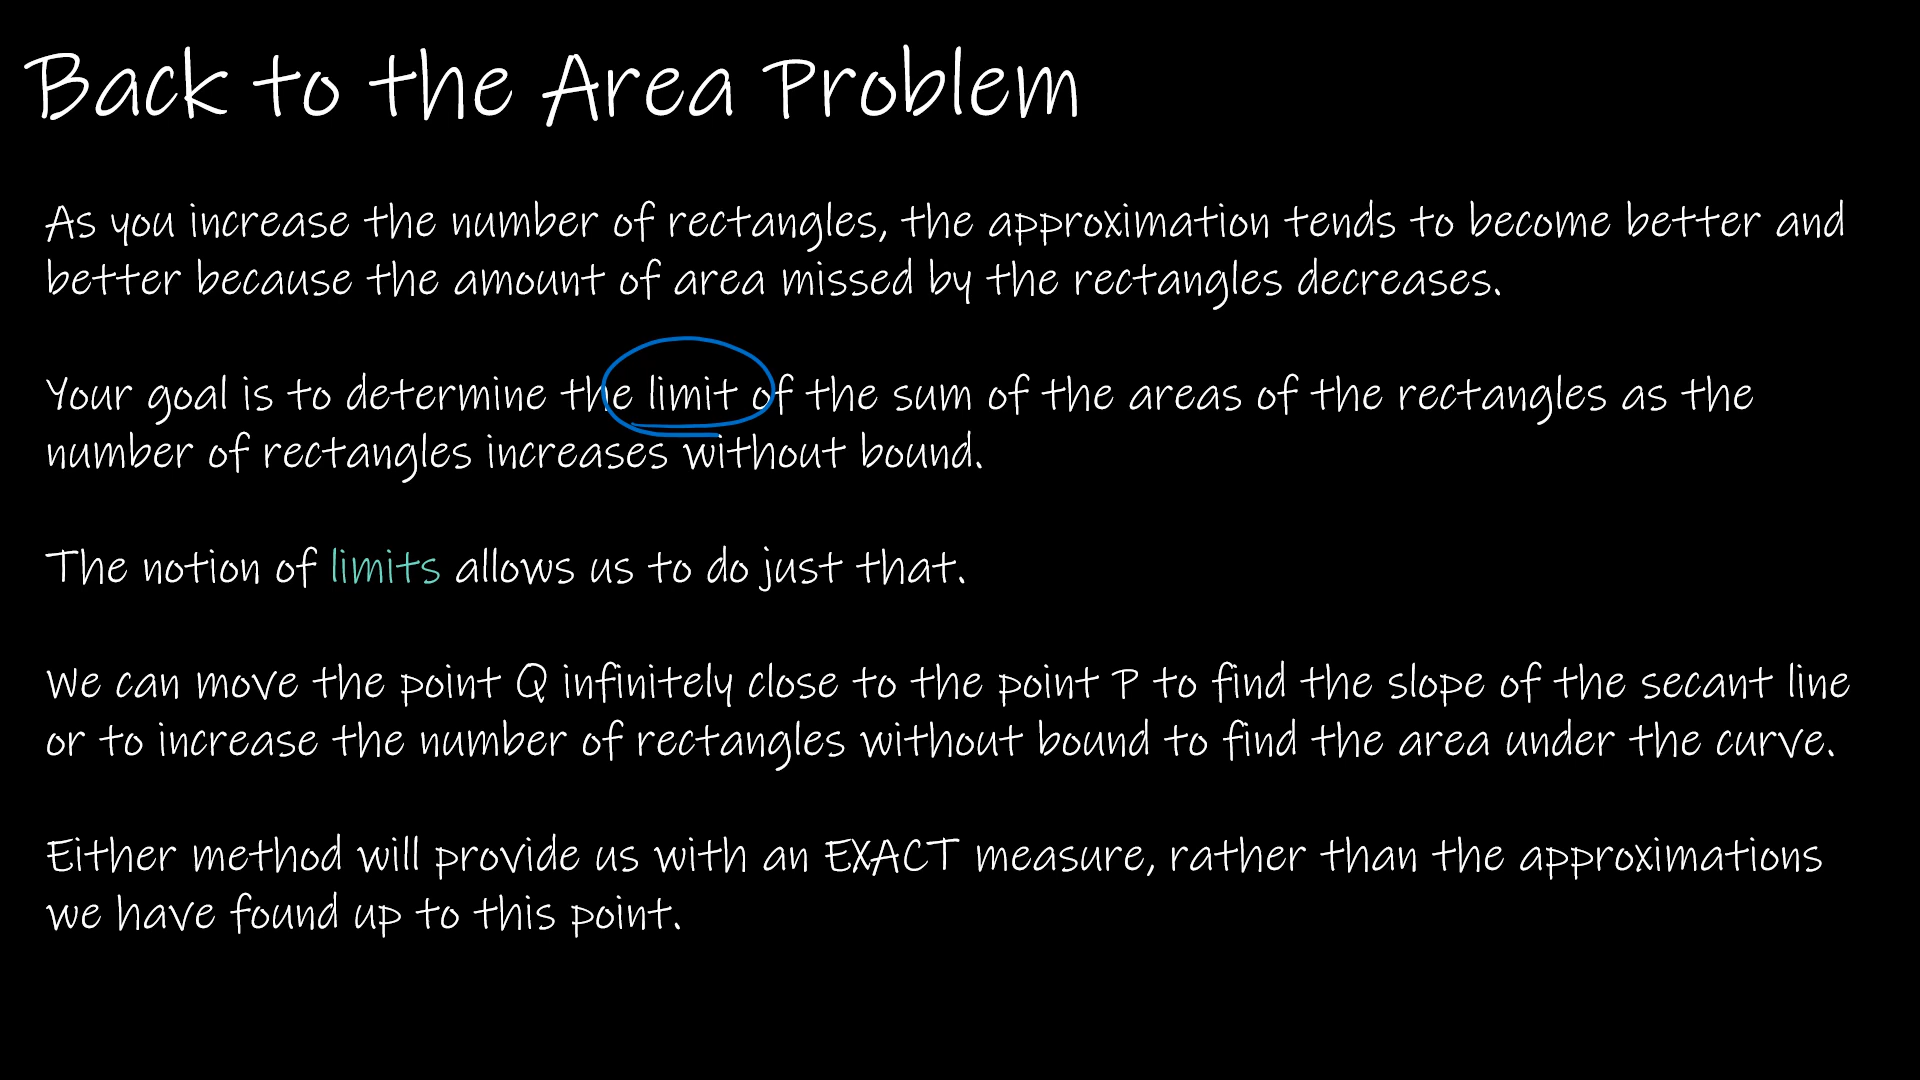 Back to the Area Problem
As you increase the number of rectangles, the approximation tends to become better and
better because the amount of area missed by the rectangles decreases.
Your goal is to determine the limit of the sum of the areas of the rectangles as the
number of rectangles increases without bound.
The notion of limits allows us to do just that.
We can move the point Q infinitely close to the point P to find the slope of the secant line
or to increase the number of rectangles without bound to find the area under the curve.
Either method will provide us with an EXACT measure, rather than the approximations
we have found up to this point.